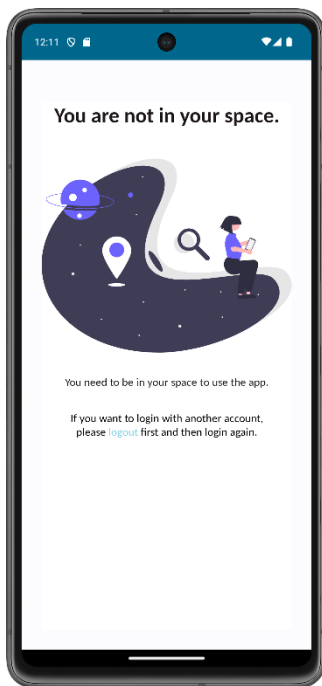 12:11
You are not in your space.
You need to be in your space to use the app.
If you want to login with another account,
please logout first and then login again.